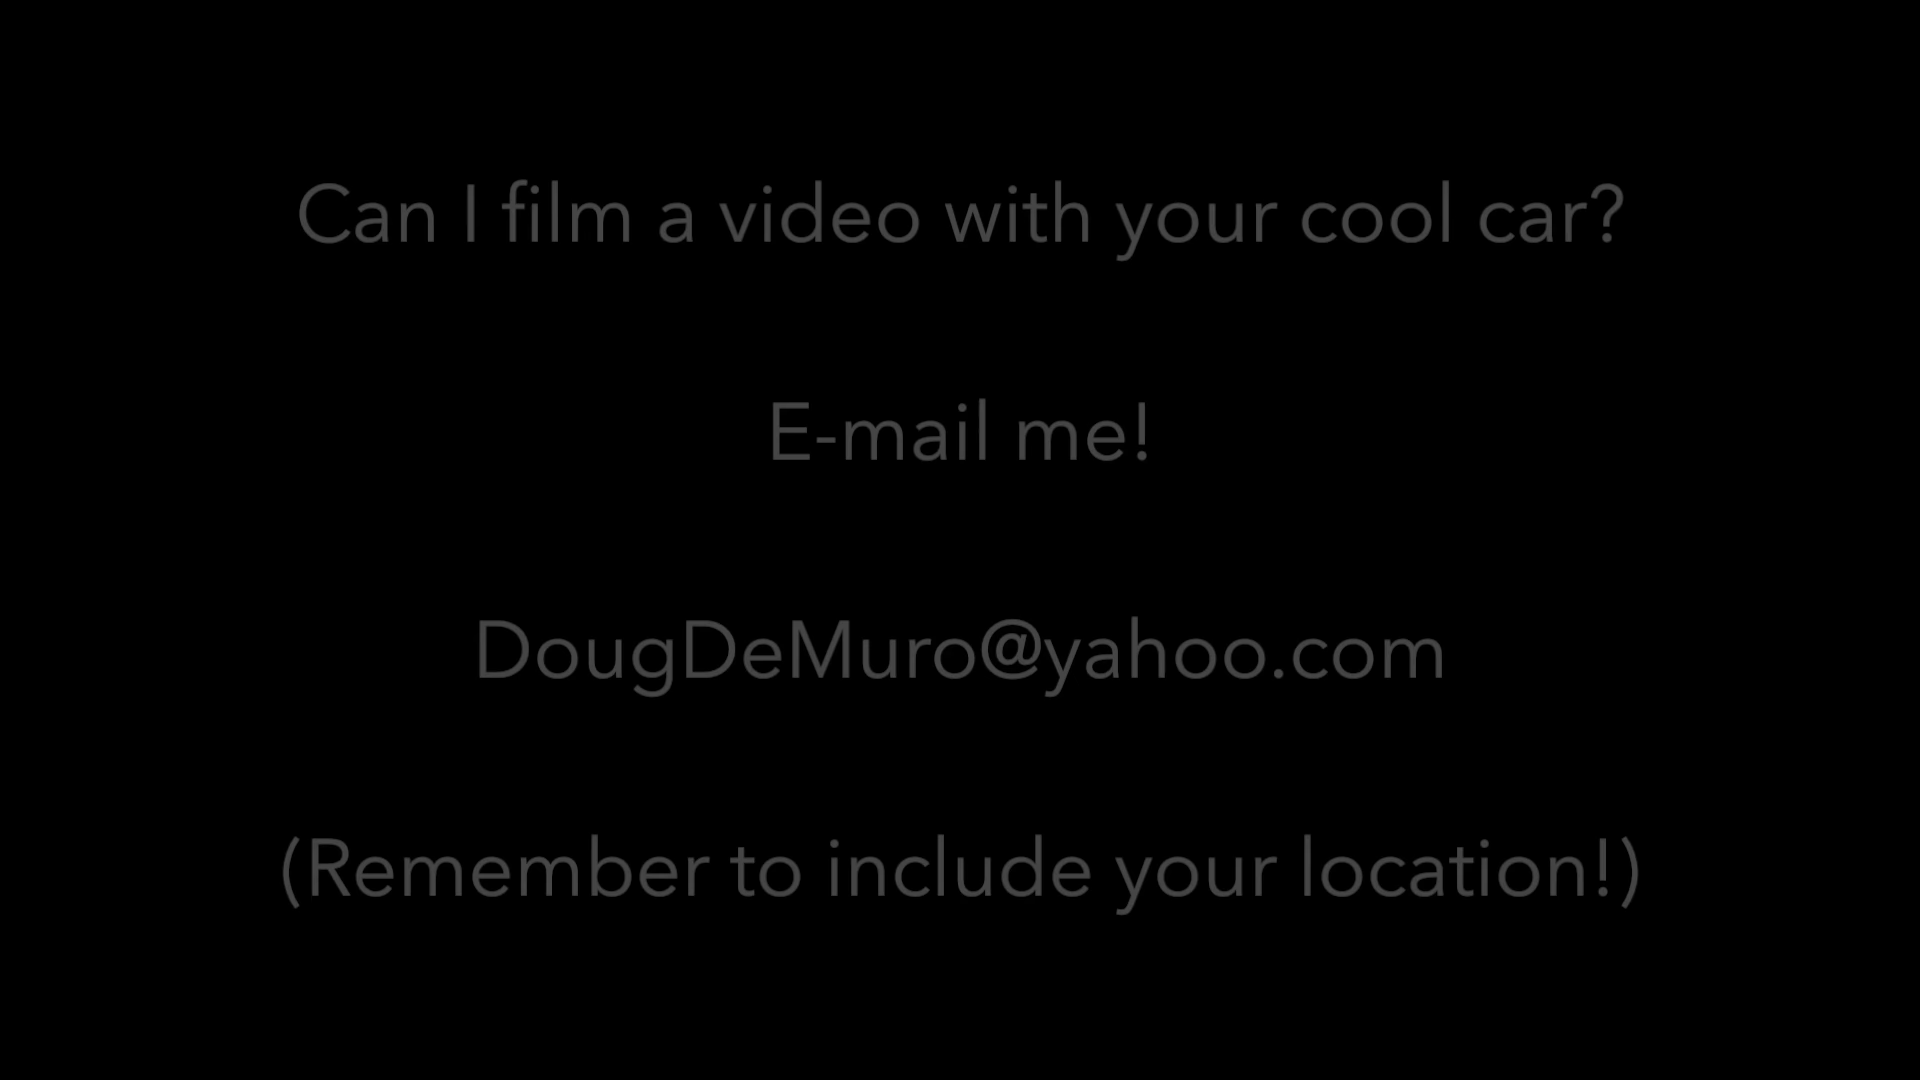 Can I film a video with your cool car?
E-mail me!
DougDeMuro@yahoo.com
(Remember to include your location!)